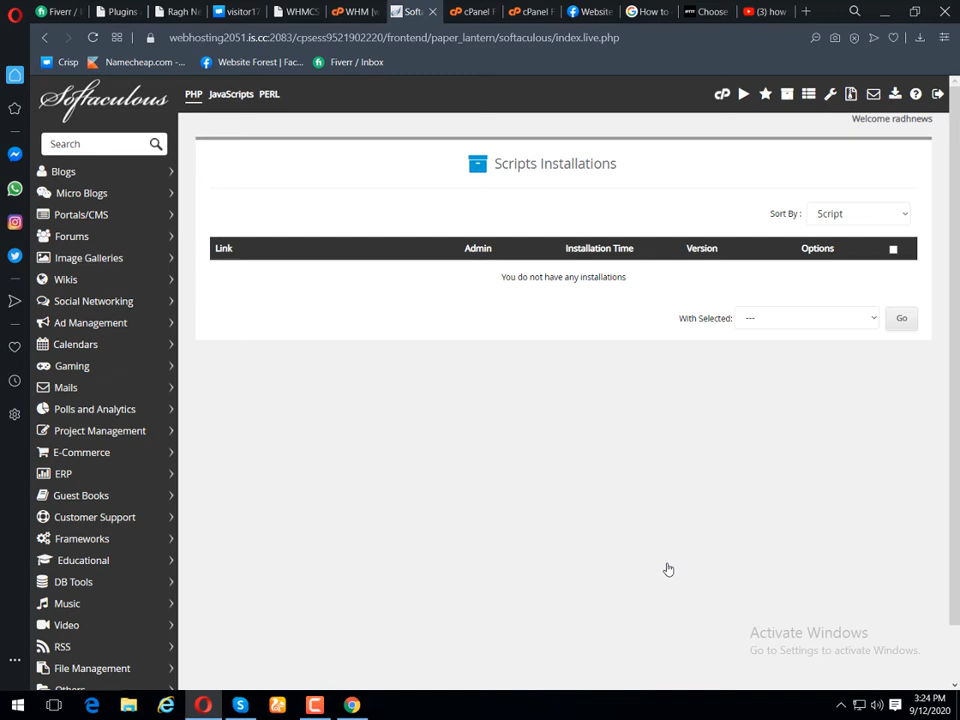 Fiverr /
Plugins
Ragh Ne
visitor17
WHMCS
WHM |
Softa
cPanel F
cPanel F
Website
How to
Choose
(3) how
webhosting2051.is.cc:2083/cpsess9521902220/frontend/paper_lantern/softaculous/index.live.php
Crisp
Namecheap.com -...
Website Forest | Fac...
Fiverr / Inbox
Softaculous
PHP JavaScripts PERL
Welcome radhnews
Search
Scripts Installations
Blogs
Micro Blogs
Portals/CMS
Forums
Image Galleries
Wikis
Social Networking
Ad Management
Calendars
Gaming
Mails
Polls and Analytics
Project Management
E-Commerce
ERP
Guest Books
Customer Support
Frameworks
Educational
DB Tools
Music
Video
RSS
File Management
Others
Sort By : Script
Link Admin Installation Time Version Options
You do not have any installations
With Selected: --- Go
Activate Windows
Go to Settings to activate Windows.
3:24 PM
9/12/2020